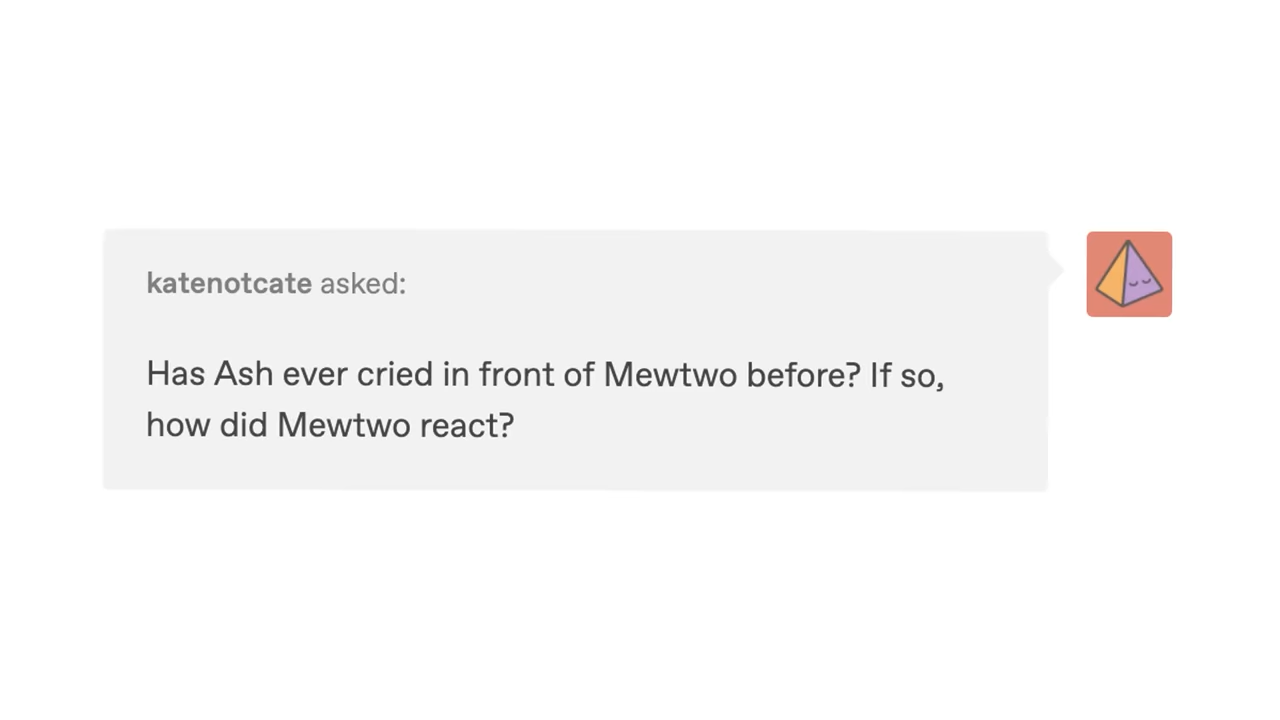 katenotcate asked:
Has Ash ever cried in front of Mewtwo before? If so,
how did Mewtwo react?